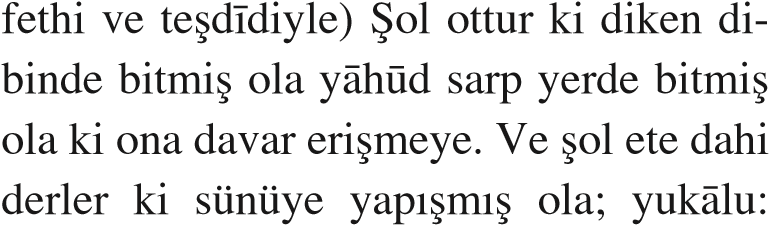 fethi ve teşdīdiyle) Şol ottur ki diken di-
binde bitmiş ola yāhūd sarp yerde bitmiş
ola ki ona davar erişmeye. Ve şol ete dahi
derler ki sünüye yapışmış ola; yukālu: